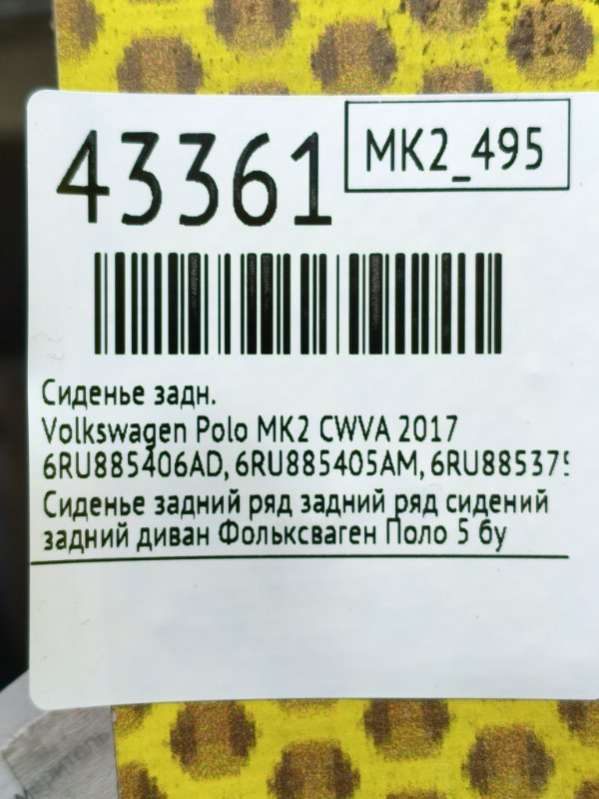 43361
MK2_495
Сиденье задн.
Volkswagen Polo MK2 CWVA 2017
6RU885406AD, 6RU885405AM, 6RU885375
Сиденье задний ряд задний ряд сидений
задний диван Фольксваген Поло 5 бу